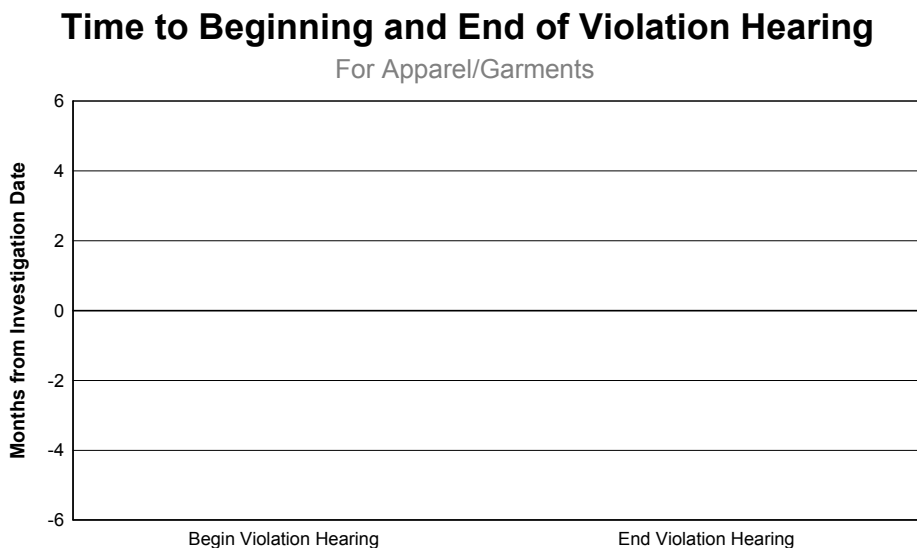 Time to Beginning and End of Violation Hearing
For Apparel/Garments
Months from Investigation Date
6
4
2
0
-2
-4
-6
Begin Violation Hearing
End Violation Hearing